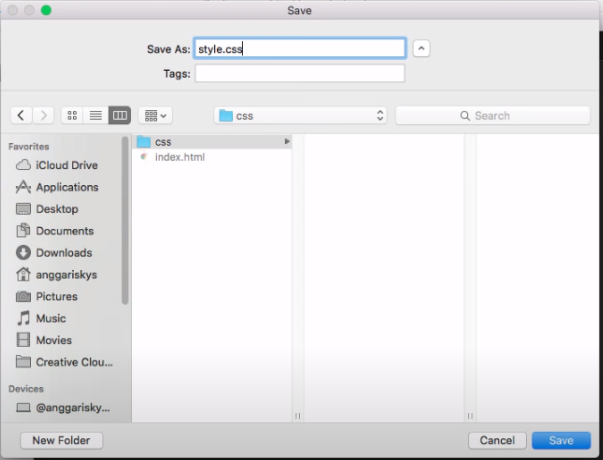 Save
Save As: style.css
Tags:
css
Search
Favorites
iCloud Drive
Applications
Desktop
Documents
Downloads
anggariskys
Pictures
Music
Movies
Creative Clou...
Devices
@anggarisky...
css
index.html
New Folder
Cancel
Save